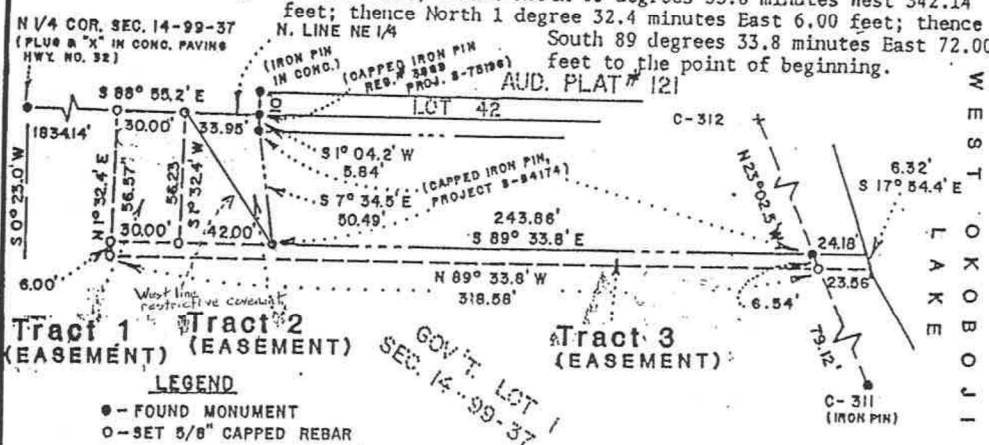 feet; thence North 1 degree 32.4 minutes East 6.00 feet; thence
South 89 degrees 33.8 minutes East 72.00
feet to the point of beginning.
N 1/4 COR. SEC. 14-99-37
(PLUG & "X" IN CONC. PAVING
HWY. NO. 32)
N. LINE NE 1/4
(IRON PIN
IN CONC.)
(CAPPED IRON PIN
REG. # 3889
PROJ. S-75196)
AUD. PLAT # 121
LOT 42
S 88° 55.2' E
1834.14'
30.00'
33.95'
10'
S 1° 04.2' W
5.84'
C-312
WEST OKOBOJI
LAKE
S 0° 23.0' W
N 1° 32.4' E
56.57'
56.23
S 1° 32.4' W
S 7° 34.5' E
50.49'
(CAPPED IRON PIN,
PROJECT S-54174)
N 23° 02.5' W
6.32'
S 17° 54.4' E
30.00'
42.00'
243.86'
S 89° 33.8' E
24.18'
6.00'
N 89° 33.8' W
318.58'
6.54'
23.56'
West line
restrictive covenant
Tract 1
(EASEMENT)
Tract 2
(EASEMENT)
Tract 3
(EASEMENT)
79.12'
GOV'T. LOT 1
SEC. 14-99-37
C-311
(IRON PIN)
LEGEND
●-FOUND MONUMENT
○-SET 5/8" CAPPED REBAR